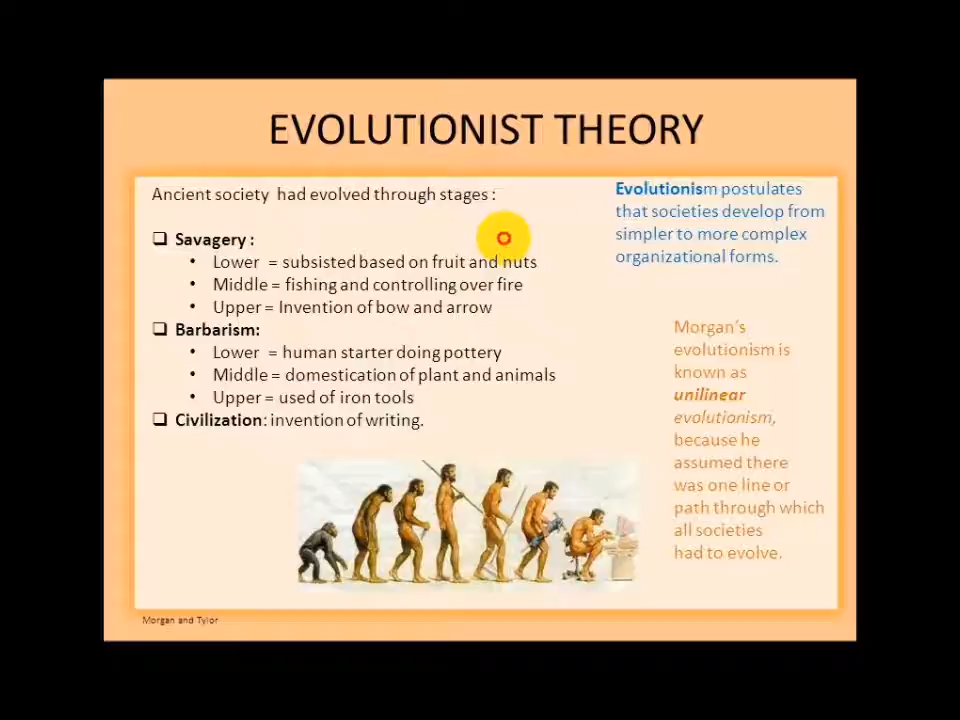 EVOLUTIONIST THEORY
Ancient society had evolved through stages :
❑ Savagery :
• Lower = subsisted based on fruit and nuts
• Middle = fishing and controlling over fire
• Upper = Invention of bow and arrow
❑ Barbarism:
• Lower = human starter doing pottery
• Middle = domestication of plant and animals
• Upper = used of iron tools
❑ Civilization: invention of writing.
Evolutionism postulates
that societies develop from
simpler to more complex
organizational forms.
Morgan's
evolutionism is
known as
unilinear
evolutionism,
because he
assumed there
was one line or
path through which
all societies
had to evolve.
Morgan and Tylor